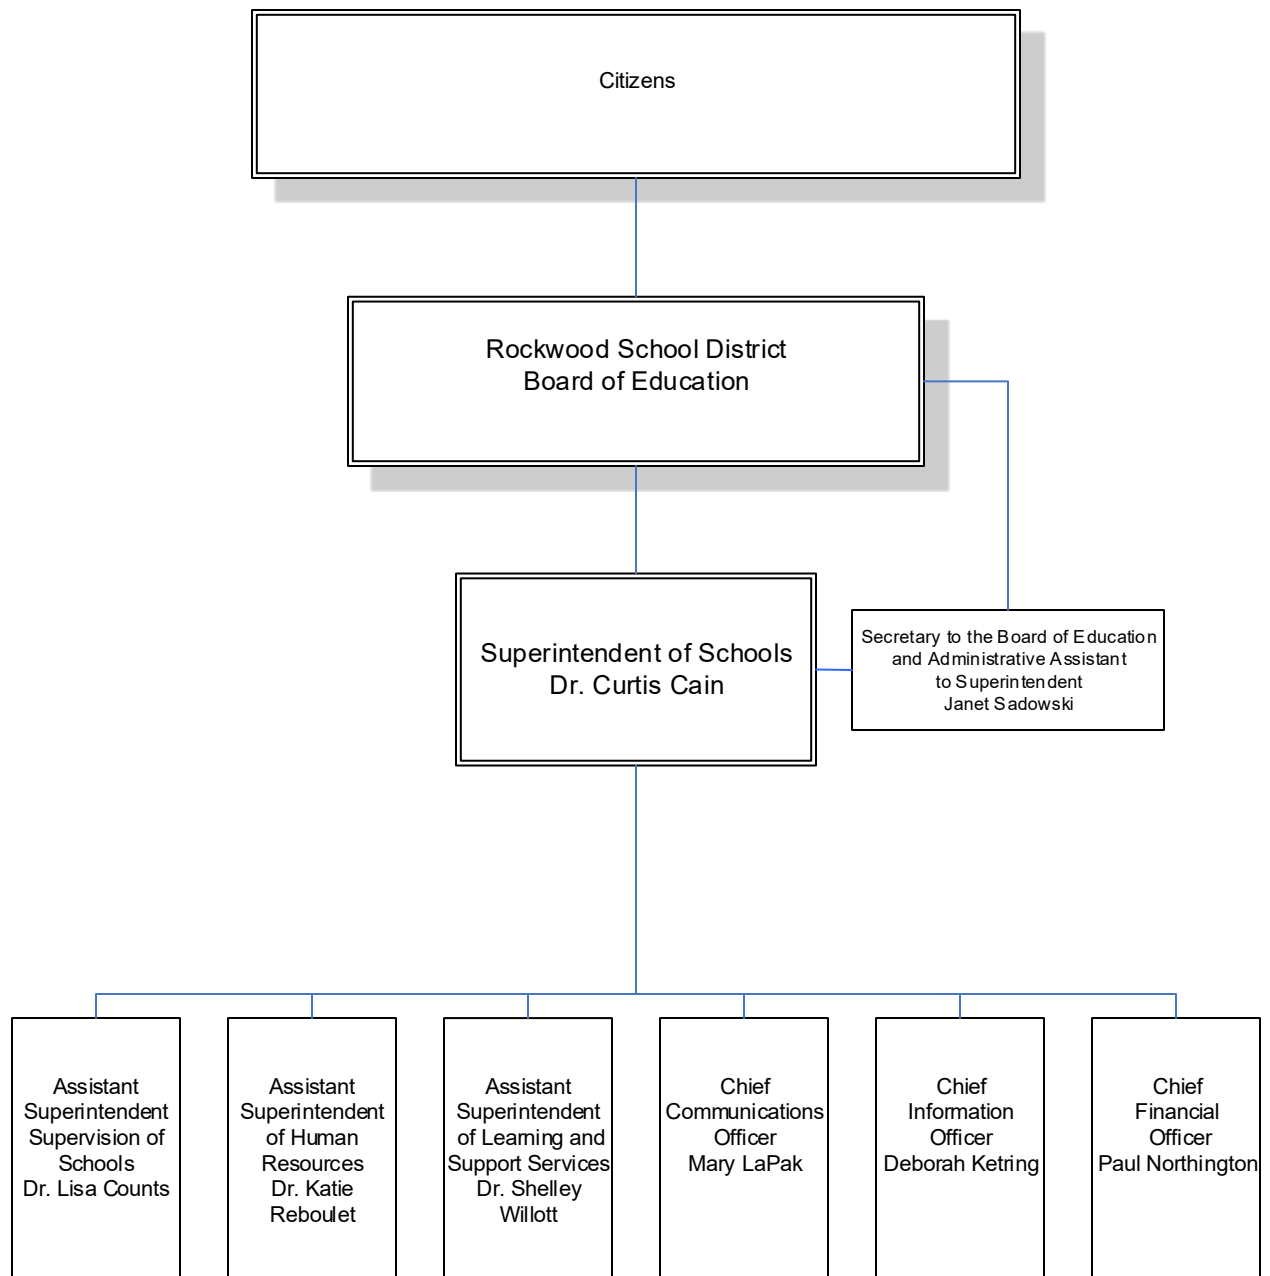 Citizens
Rockwood School District
Board of Education
Superintendent of Schools
Dr. Curtis Cain
Secretary to the Board of Education
and Administrative Assistant
to Superintendent
Janet Sadowski
Assistant
Superintendent
Supervision of
Schools
Dr. Lisa Counts
Assistant
Superintendent
of Human
Resources
Dr. Katie
Reboulet
Assistant
Superintendent
of Learning and
Support Services
Dr. Shelley
Willott
Chief
Communications
Officer
Mary LaPak
Chief
Information
Officer
Deborah Ketring
Chief
Financial
Officer
Paul Northington